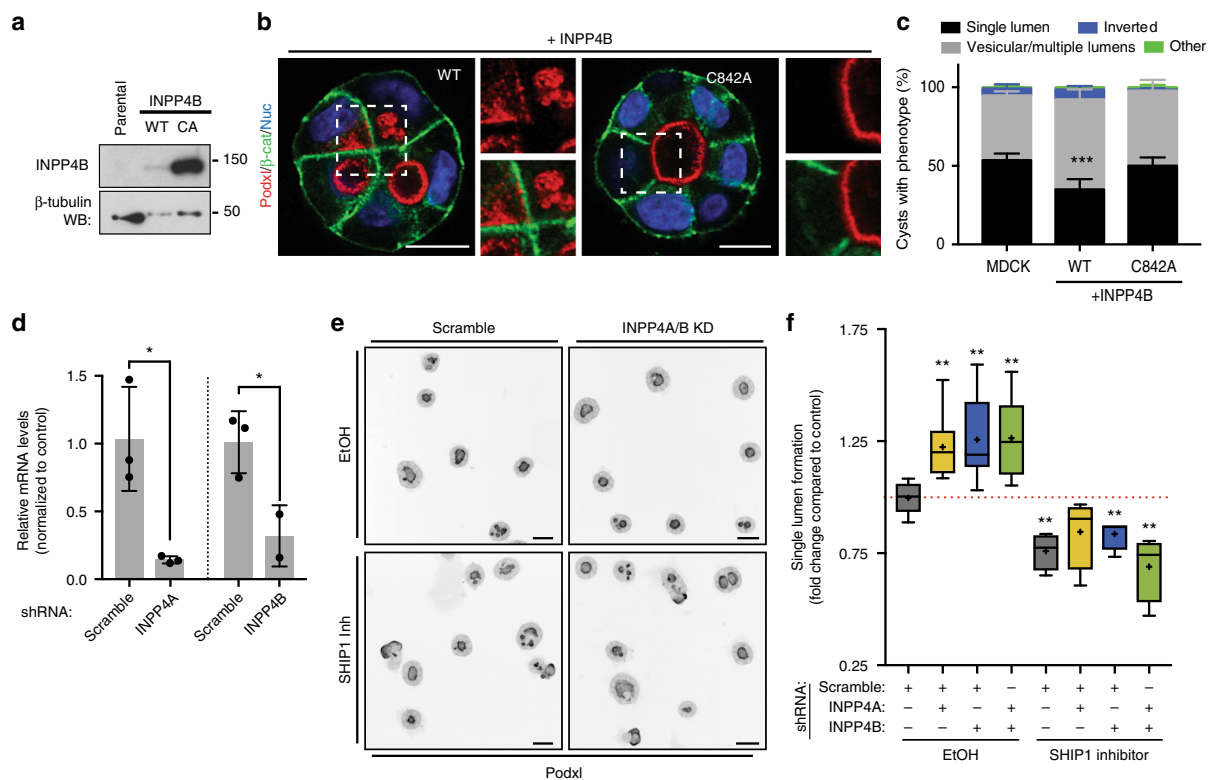 a
Parental
INPP4B
WT CA
INPP4B
150
β-tubulin
WB:
50
b
+ INPP4B
Podxl/β-cat/Nuc
WT
C842A
c
Single lumen
Inverted
Vesicular/multiple lumens
Other
Cysts with phenotype (%)
100
50
0
***
MDCK
WT
C842A
+INPP4B
d
Relative mRNA levels
(normalized to control)
1.5
1.0
0.5
0.0
*
*
shRNA:
Scramble
INPP4A
Scramble
INPP4B
e
Scramble
INPP4A/B KD
EtOH
SHIP1 Inh
Podxl
f
Single lumen formation
(fold change compared to control)
1.75
1.25
0.75
0.25
** ** **
** ** **
shRNA:
Scramble: + + + – + + + –
INPP4A: – + – + – + – +
INPP4B: – – + + – – + +
EtOH
SHIP1 inhibitor